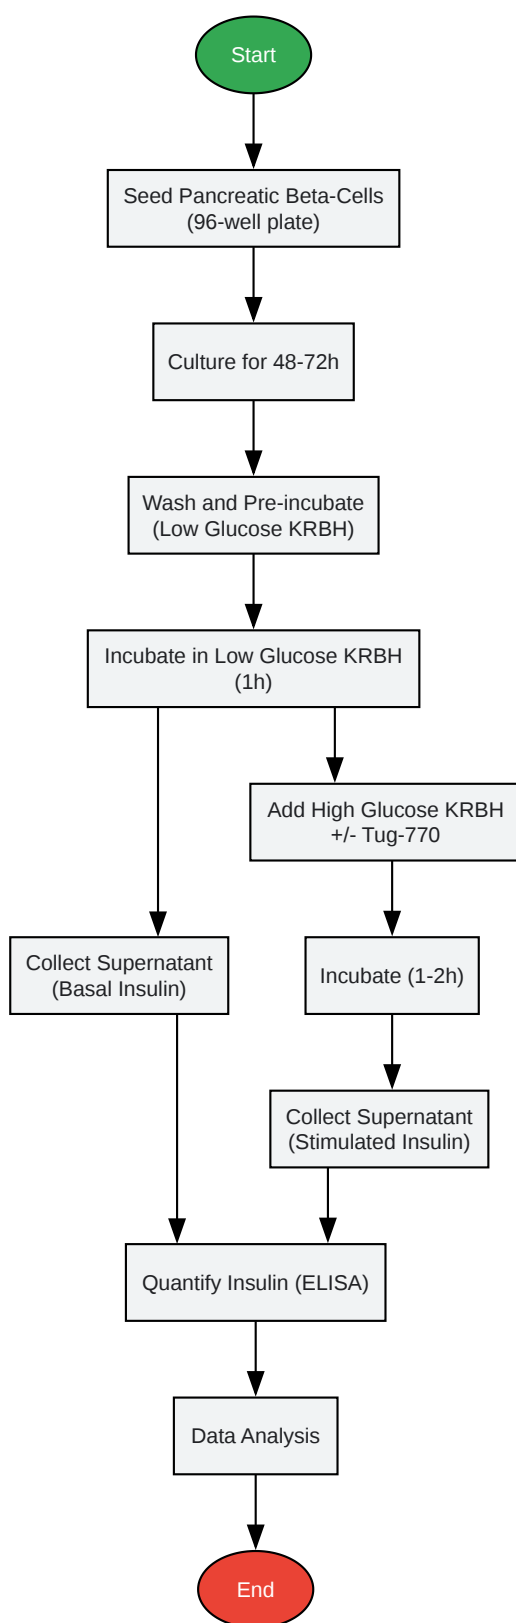 Start
Seed Pancreatic Beta-Cells
(96-well plate)
Culture for 48-72h
Wash and Pre-incubate
(Low Glucose KRBH)
Incubate in Low Glucose KRBH
(1h)
Add High Glucose KRBH
+/- Tug-770
Collect Supernatant
(Basal Insulin)
Incubate (1-2h)
Collect Supernatant
(Stimulated Insulin)
Quantify Insulin (ELISA)
Data Analysis
End